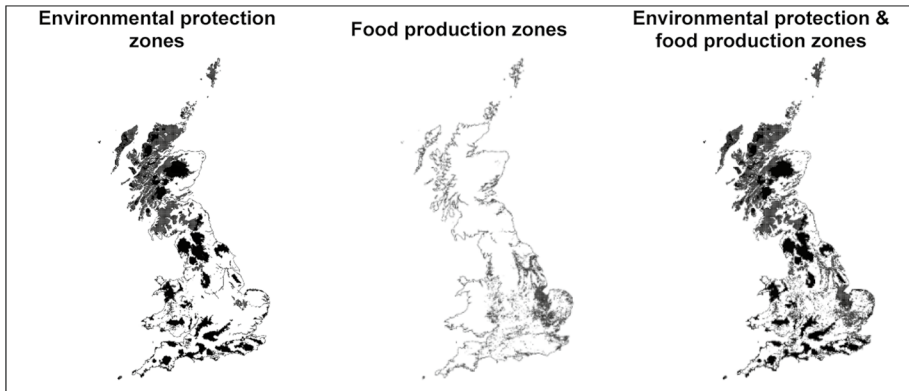 Environmental protection
zones
Food production zones
Environmental protection &
food production zones